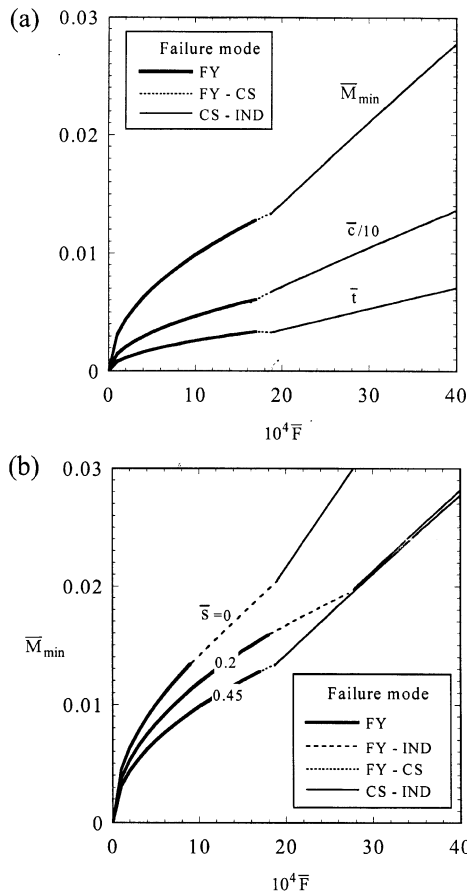 (a)
0.03
0.02
0.01
0
Failure mode
FY
FY - CS
CS - IND
M̅min
c̅/10
t̅
0 10 20 30 40
10⁴F̅
(b)
0.03
0.02
M̅min
0.01
0
s̅=0
0.2
0.45
Failure mode
FY
FY - IND
FY - CS
CS - IND
0 10 20 30 40
10⁴F̅